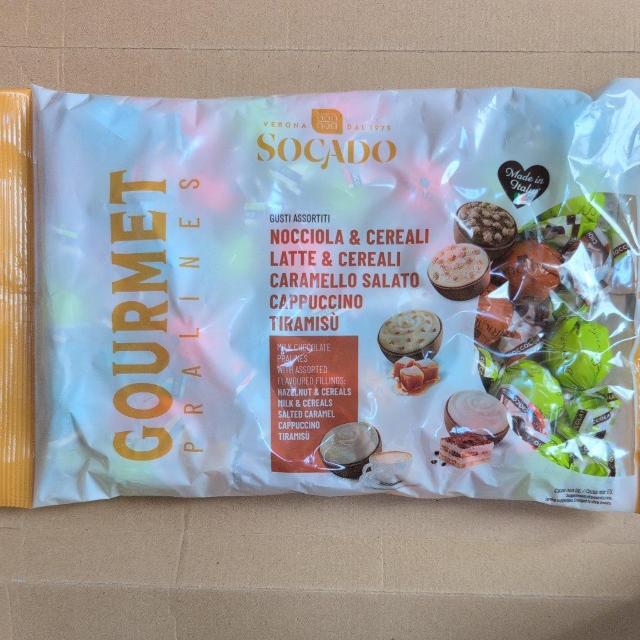 GOURMET
PRALINES
VERONA DAL 1975
SOCADO
Made in
Italy
GUSTI ASSORTITI
NOCCIOLA & CEREALI
LATTE & CEREALI
CARAMELLO SALATO
CAPPUCCINO
TIRAMISÙ
MILK CHOCOLATE
PRALINES
WITH ASSORTED
FLAVOURED FILLINGS:
HAZELNUT & CEREALS
MILK & CEREALS
SALTED CARAMEL
CAPPUCCINO
TIRAMISÙ